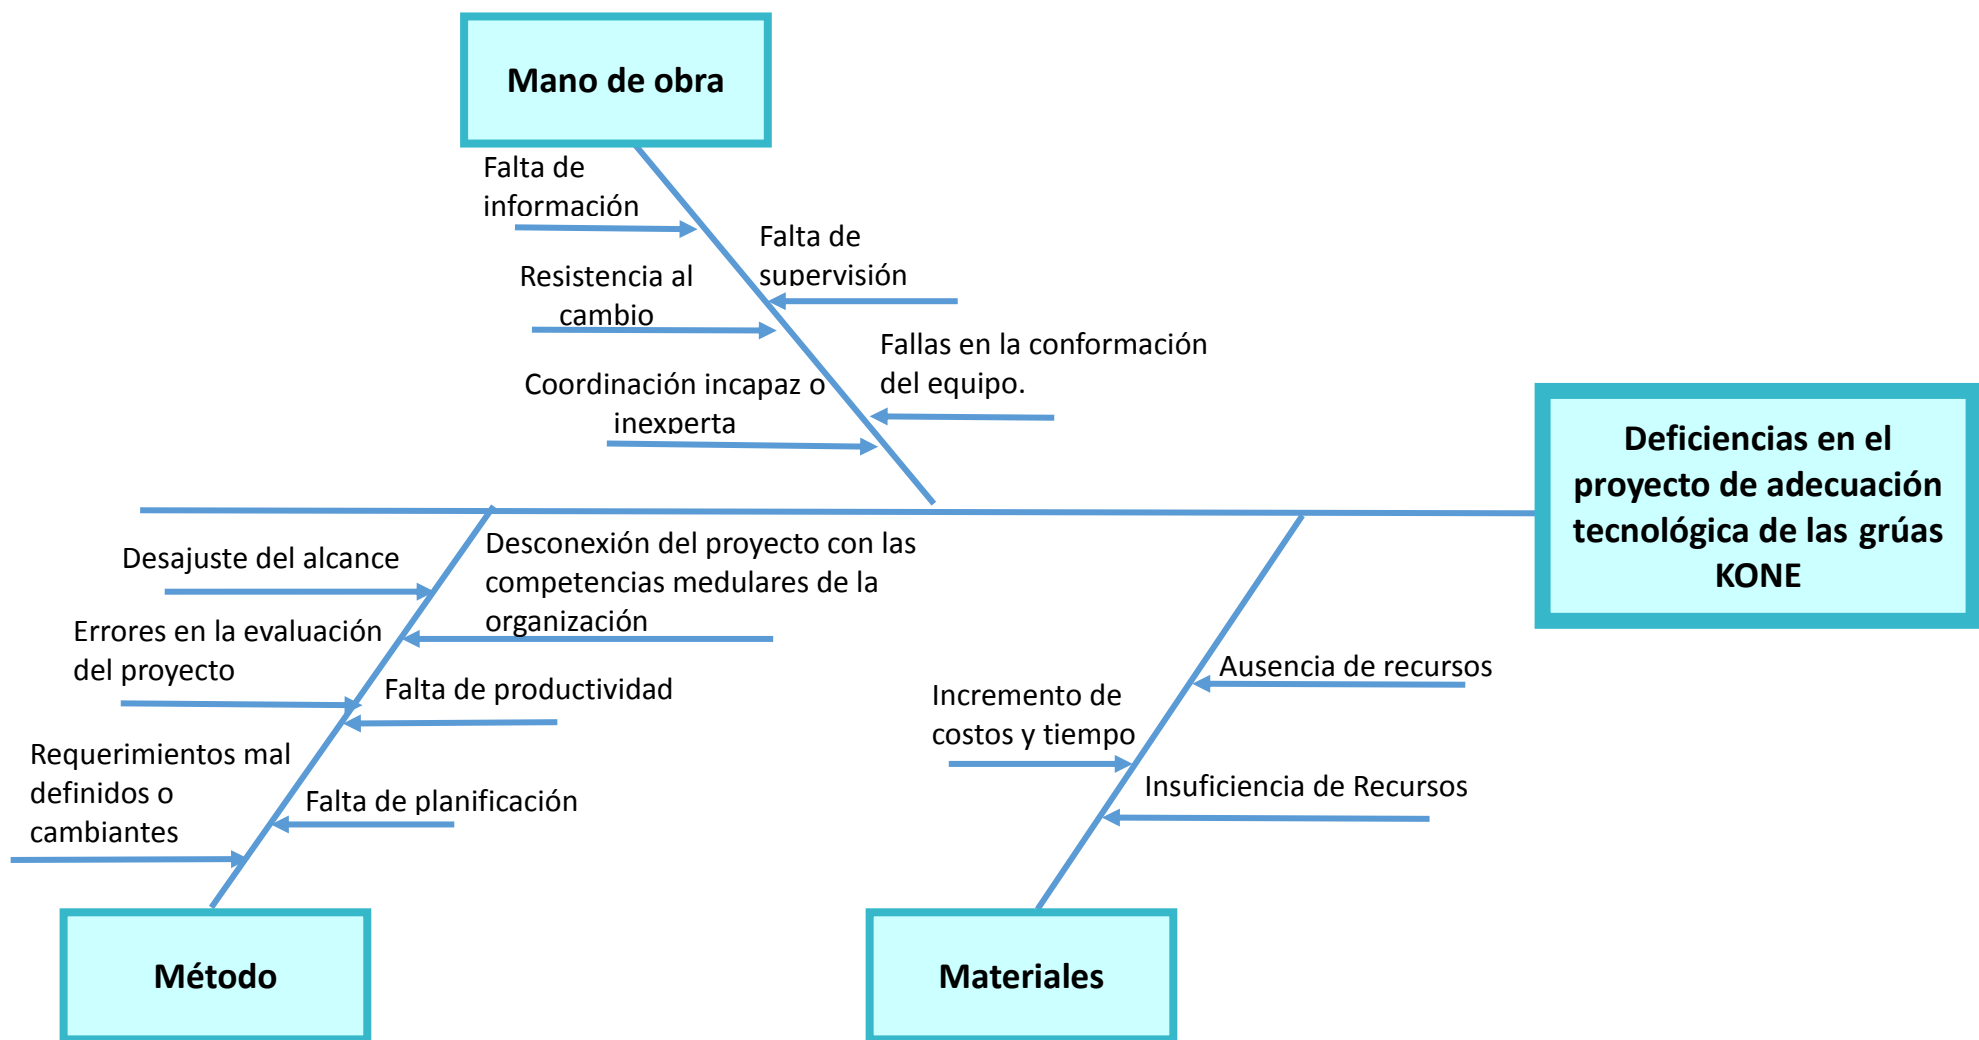 Mano de obra
Falta de
información
Falta de
supervisión
Resistencia al
cambio
Fallas en la conformación
del equipo.
Coordinación incapaz o
inexperta
Deficiencias en el
proyecto de adecuación
tecnológica de las grúas
KONE
Desajuste del alcance
Desconexión del proyecto con las
competencias medulares de la
organización
Errores en la evaluación
del proyecto
Falta de productividad
Requerimientos mal
definidos o
cambiantes
Falta de planificación
Ausencia de recursos
Incremento de
costos y tiempo
Insuficiencia de Recursos
Método
Materiales